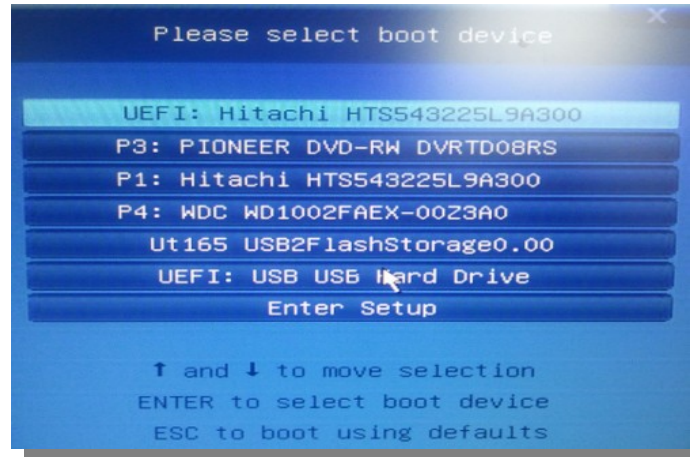 Please select boot device
UEFI: Hitachi HTS543225L9A300
P3: PIONEER DVD-RW DVRTD08RS
P1: Hitachi HTS543225L9A300
P4: WDC WD1002FAEX-00Z3A0
Ut165 USB2FlashStorage0.00
UEFI: USB USB Hard Drive
Enter Setup
↑ and ↓ to move selection
ENTER to select boot device
ESC to boot using defaults